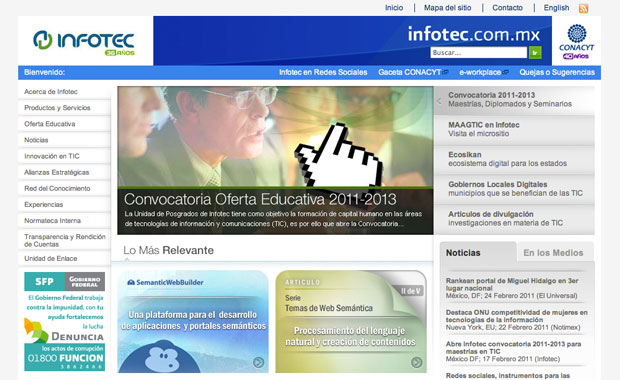 Inicio | Mapa del sitio | Contacto | English
INFOTEC
36 AÑOS
infotec.com.mx
Buscar...
Ir
CONACYT
40 AÑOS
Bienvenido:
Infotec en Redes Sociales | Gaceta CONACYT | e-workplace | Quejas o Sugerencias
Acerca de Infotec
Productos y Servicios
Oferta Educativa
Noticias
Innovación en TIC
Alianzas Estratégicas
Red del Conocimiento
Experiencias
Normateca Interna
Transparencia y Rendición
de Cuentas
Unidad de Enlace
Convocatoria Oferta Educativa 2011-2013
La Unidad de Posgrados de Infotec tiene como objetivo la formación de capital humano en las áreas
de tecnologías de información y comunicaciones (TIC), es por ello que abre la Convocatoria...
Convocatoria 2011-2013
Maestrías, Diplomados y Seminarios
MAAGTIC en Infotec
Visita el micrositio
Ecosikan
ecosistema digital para los estados
Gobiernos Locales Digitales
municipios que se benefician de las TIC
Artículos de divulgación
investigaciones en materia de TIC
Lo Más Relevante
SemanticWebBuilder
Una plataforma para el desarrollo
de aplicaciones y portales semánticos
ARTICULO
II de V
Serie
Temas de Web Semántica
Procesamiento del lenguaje
natural y creación de contenidos
Noticias
En los Medios
Rankean portal de Miguel Hidalgo en 3er
lugar nacional
México, DF; 24 Febrero 2011 (El Universal)
Destaca ONU competitividad de mujeres en
tecnologías de la información
Nueva York, EU; 22 Febrero 2011 (Notimex)
Abre Infotec convocatoria 2011-2013 para
maestrías en TIC
México, DF; 17 Febrero 2011 (Infotec)
Redes sociales, instrumentos para las
SFP
GOBIERNO
FEDERAL
El Gobierno Federal trabaja
contra la impunidad, con tu
ayuda fortalecemos
la lucha
DENUNCIA
los actos de corrupción
01800 FUNCION
3862466